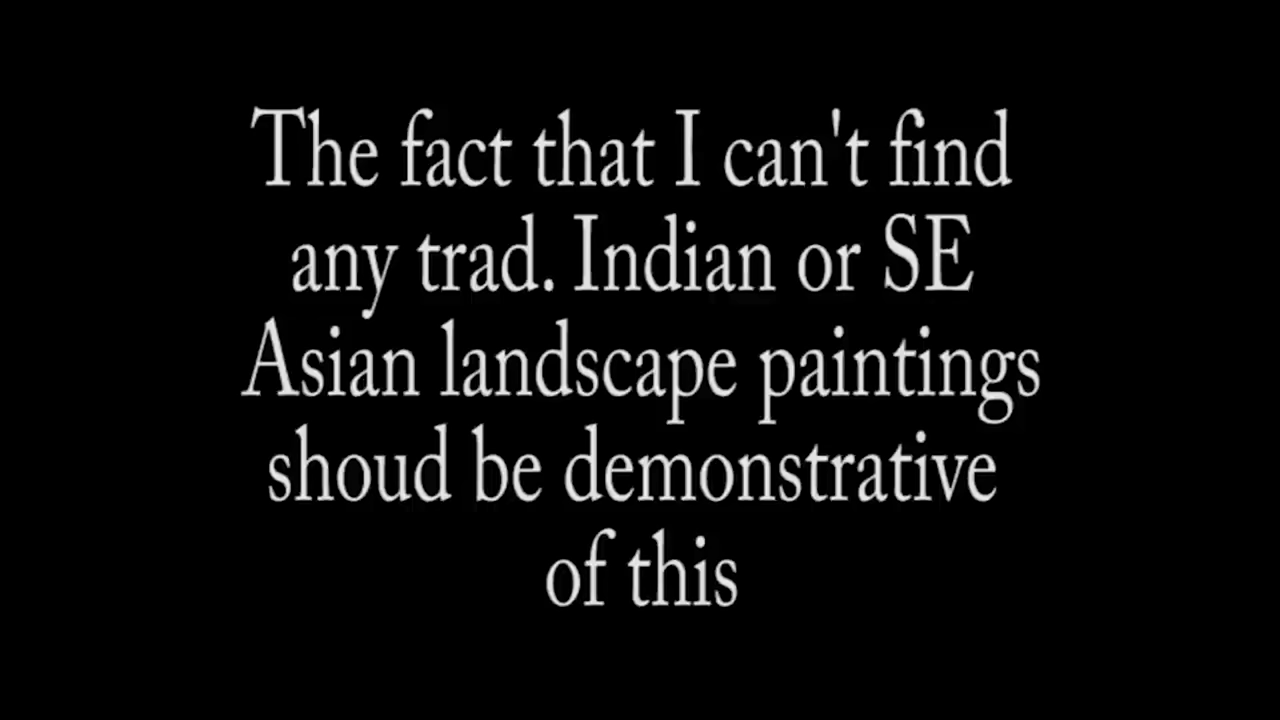 The fact that I can't find
any trad. Indian or SE
Asian landscape paintings
shoud be demonstrative
of this